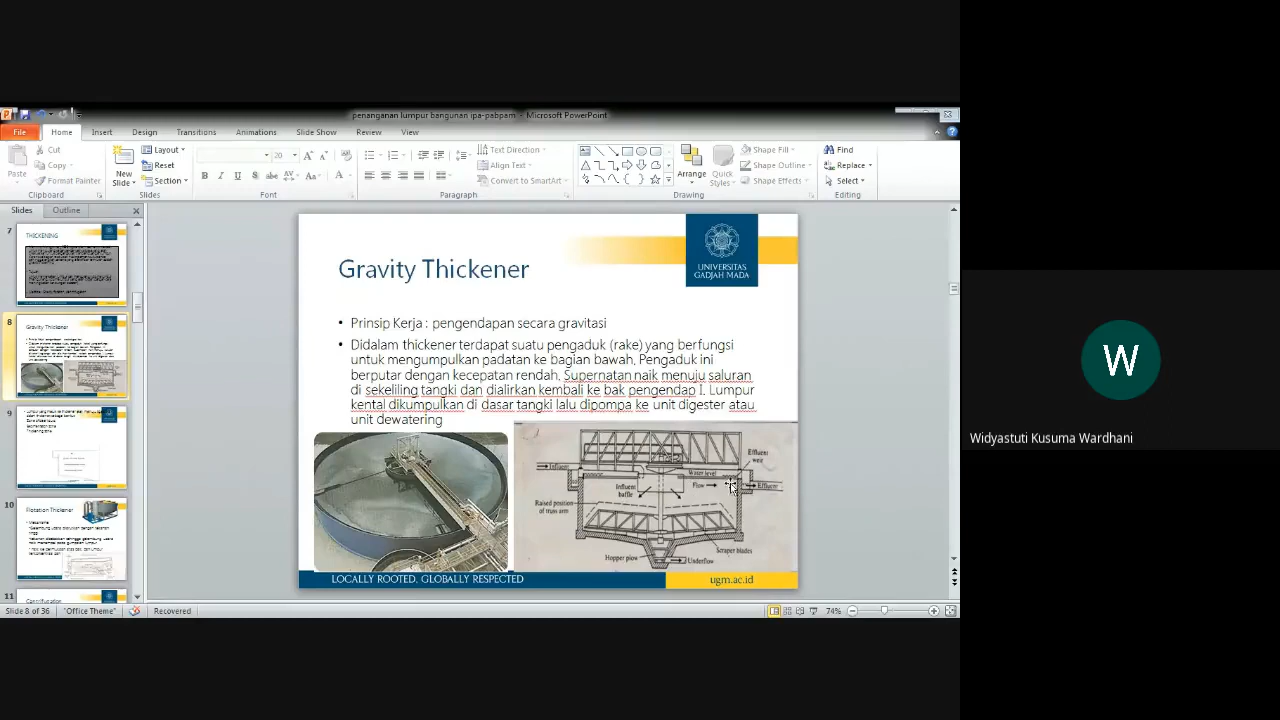 penanganan lumpur bangunan ipa-pabpam - Microsoft PowerPoint
File Home Insert Design Transitions Animations Slide Show Review View
Paste
Cut
Copy
Format Painter
Clipboard
New
Slide
Layout
Reset
Section
Slides
20
Font
Paragraph
Text Direction
Align Text
Convert to SmartArt
Arrange
Quick
Styles
Shape Fill
Shape Outline
Shape Effects
Drawing
Find
Replace
Select
Editing
Slides Outline
7
THICKENING
8
Gravity Thickener
9
10
Flotation Thickener
11
UNIVERSITAS
GADJAH MADA
Gravity Thickener
• Prinsip Kerja : pengendapan secara gravitasi
• Didalam thickener terdapat suatu pengaduk (rake) yang berfungsi
untuk mengumpulkan padatan ke bagian bawah. Pengaduk ini
berputar dengan kecepatan rendah. Supernatan naik menuju saluran
di sekeliling tangki dan dialirkan kembali ke bak pengendap I. Lumpur
kental dikumpulkan di dasar tangki lalu dipompa ke unit digester atau
unit dewatering
Influent
Effluent
weir
Water level
Influent
baffle
Flow
Effluent
Raised position
of truss arm
Scraper blades
Hopper plow
Underflow
LOCALLY ROOTED, GLOBALLY RESPECTED
ugm.ac.id
Slide 8 of 36 "Office Theme" Recovered 74%
W
Widyastuti Kusuma Wardhani